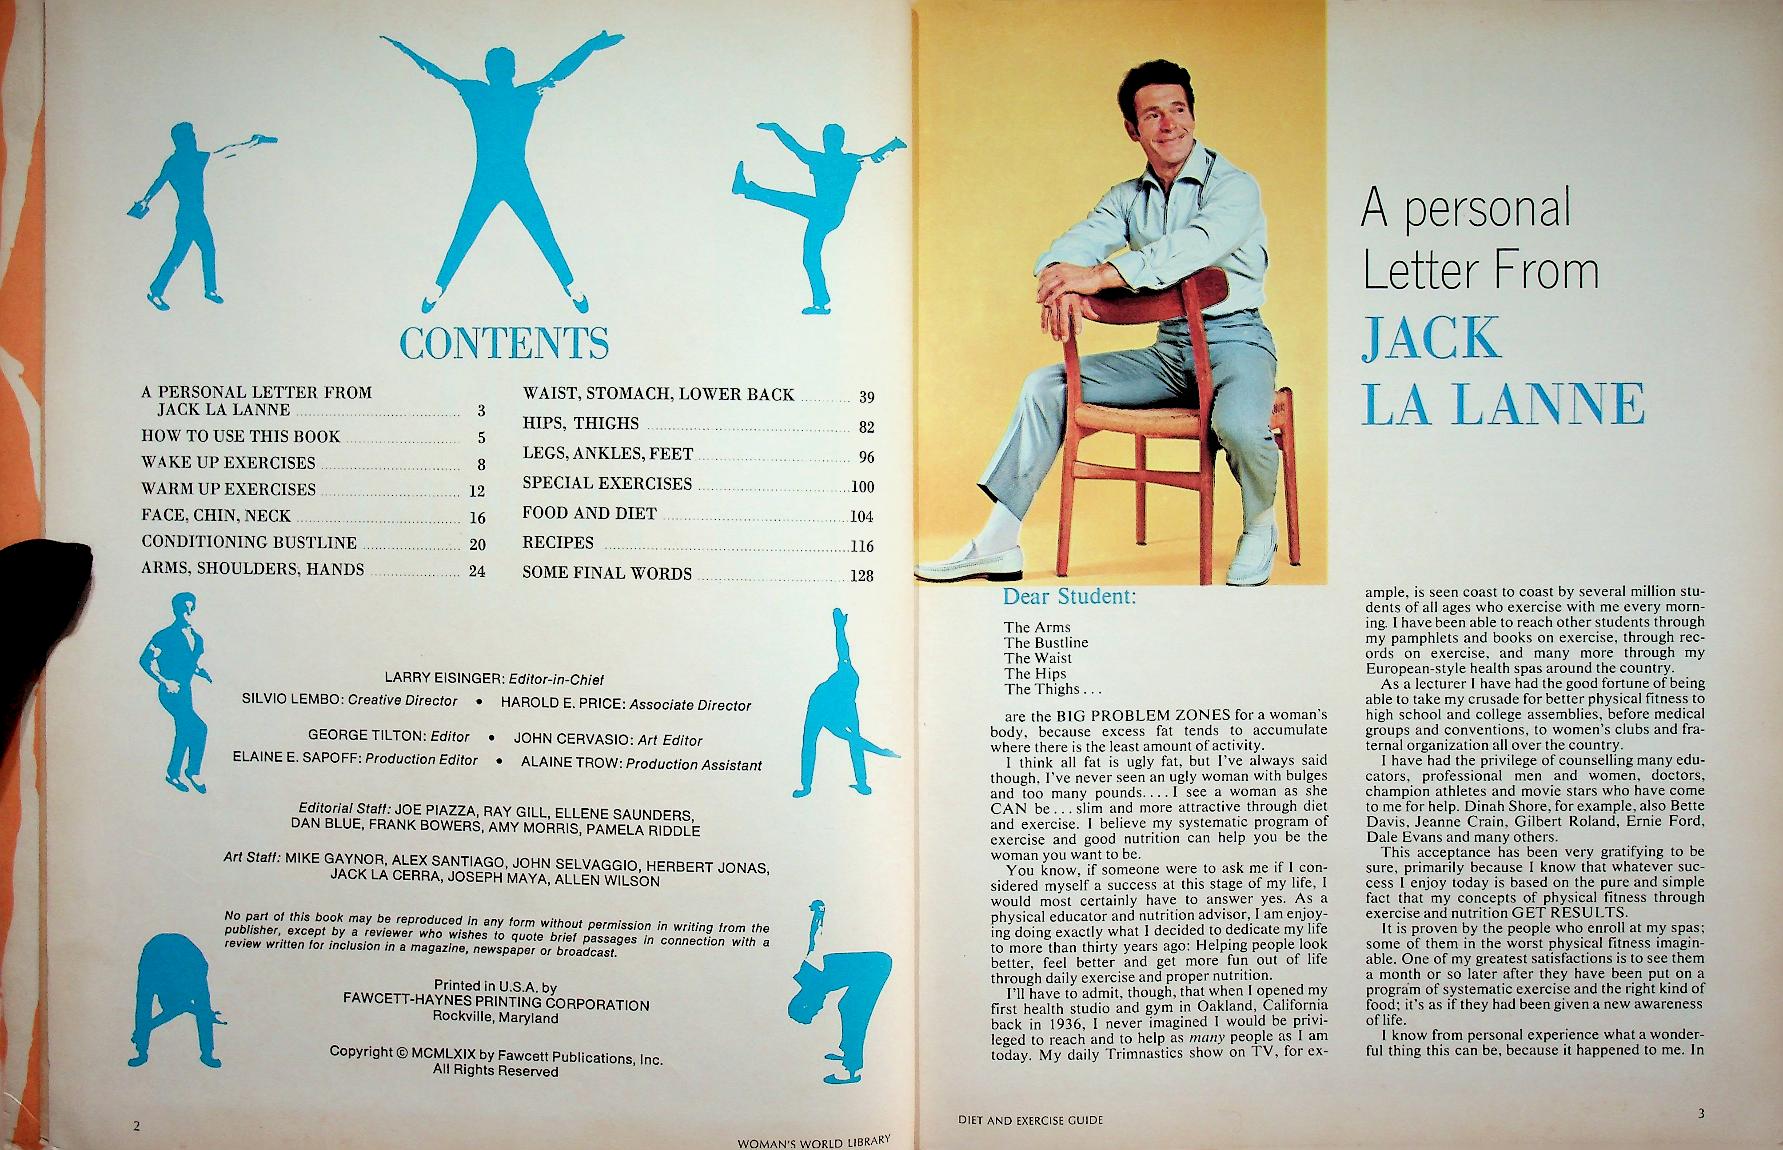 CONTENTS
A PERSONAL LETTER FROM
JACK LA LANNE 3
HOW TO USE THIS BOOK 5
WAKE UP EXERCISES 8
WARM UP EXERCISES 12
FACE, CHIN, NECK 16
CONDITIONING BUSTLINE 20
ARMS, SHOULDERS, HANDS 24
WAIST, STOMACH, LOWER BACK 39
HIPS, THIGHS 82
LEGS, ANKLES, FEET 96
SPECIAL EXERCISES 100
FOOD AND DIET 104
RECIPES 116
SOME FINAL WORDS 128
LARRY EISINGER: Editor-in-Chief
SILVIO LEMBO: Creative Director • HAROLD E. PRICE: Associate Director
GEORGE TILTON: Editor • JOHN CERVASIO: Art Editor
ELAINE E. SAPOFF: Production Editor • ALAINE TROW: Production Assistant
Editorial Staff: JOE PIAZZA, RAY GILL, ELLENE SAUNDERS,
DAN BLUE, FRANK BOWERS, AMY MORRIS, PAMELA RIDDLE
Art Staff: MIKE GAYNOR, ALEX SANTIAGO, JOHN SELVAGGIO, HERBERT JONAS,
JACK LA CERRA, JOSEPH MAYA, ALLEN WILSON
No part of this book may be reproduced in any form without permission in writing from the
publisher, except by a reviewer who wishes to quote brief passages in connection with a
review written for inclusion in a magazine, newspaper or broadcast.
Printed in U.S.A. by
FAWCETT-HAYNES PRINTING CORPORATION
Rockville, Maryland
Copyright © MCMLXIX by Fawcett Publications, Inc.
All Rights Reserved
2
WOMAN'S WORLD LIBRARY
A personal
Letter From
JACK
LA LANNE
Dear Student:
The Arms
The Bustline
The Waist
The Hips
The Thighs . . .
are the BIG PROBLEM ZONES for a woman's
body, because excess fat tends to accumulate
where there is the least amount of activity.
I think all fat is ugly fat, but I've always said
though, I've never seen an ugly woman with bulges
and too many pounds. . . . I see a woman as she
CAN be . . . slim and more attractive through diet
and exercise. I believe my systematic program of
exercise and good nutrition can help you be the
woman you want to be.
You know, if someone were to ask me if I con-
sidered myself a success at this stage of my life, I
would most certainly have to answer yes. As a
physical educator and nutrition advisor, I am enjoy-
ing doing exactly what I decided to dedicate my life
to more than thirty years ago: Helping people look
better, feel better and get more fun out of life
through daily exercise and proper nutrition.
I'll have to admit, though, that when I opened my
first health studio and gym in Oakland, California
back in 1936, I never imagined I would be privi-
leged to reach and to help as many people as I am
today. My daily Trimnastics show on TV, for ex-
ample, is seen coast to coast by several million stu-
dents of all ages who exercise with me every morn-
ing. I have been able to reach other students through
my pamphlets and books on exercise, through rec-
ords on exercise, and many more through my
European-style health spas around the country.
As a lecturer I have had the good fortune of being
able to take my crusade for better physical fitness to
high school and college assemblies, before medical
groups and conventions, to women's clubs and fra-
ternal organization all over the country.
I have had the privilege of counselling many edu-
cators, professional men and women, doctors,
champion athletes and movie stars who have come
to me for help. Dinah Shore, for example, also Bette
Davis, Jeanne Crain, Gilbert Roland, Ernie Ford,
Dale Evans and many others.
This acceptance has been very gratifying to be
sure, primarily because I know that whatever suc-
cess I enjoy today is based on the pure and simple
fact that my concepts of physical fitness through
exercise and nutrition GET RESULTS.
It is proven by the people who enroll at my spas;
some of them in the worst physical fitness imagin-
able. One of my greatest satisfactions is to see them
a month or so later after they have been put on a
program of systematic exercise and the right kind of
food; it's as if they had been given a new awareness
of life.
I know from personal experience what a wonder-
ful thing this can be, because it happened to me. In
DIET AND EXERCISE GUIDE
3